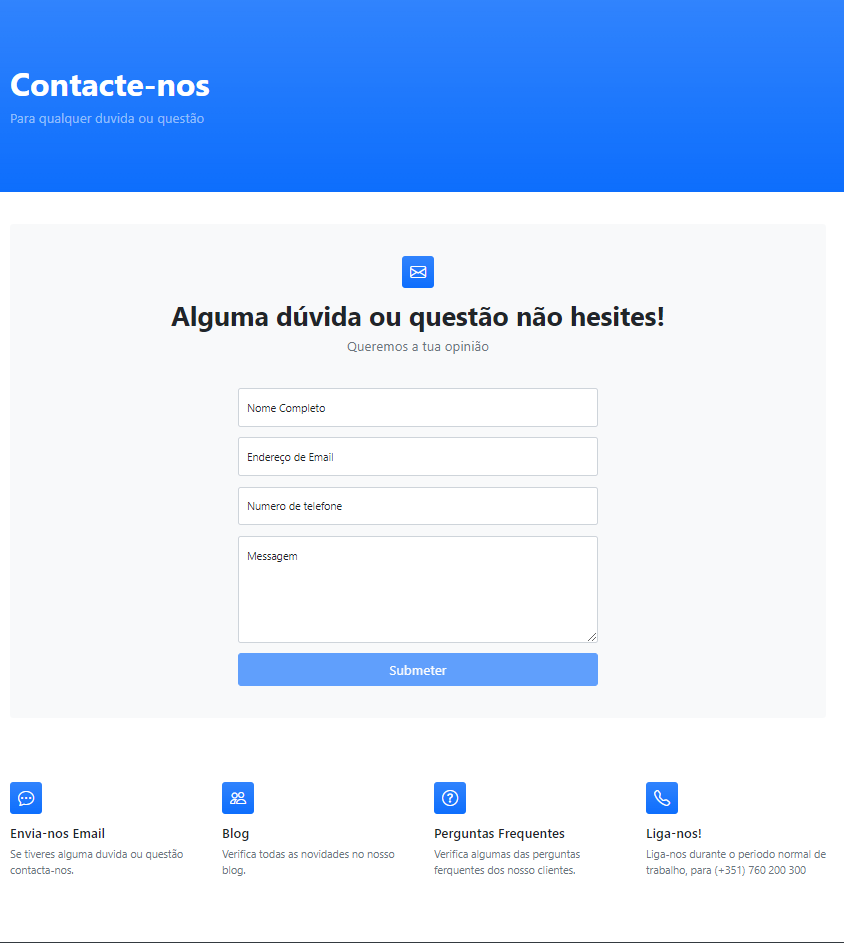 Contacte-nos
Para qualquer duvida ou questão
Alguma dúvida ou questão não hesites!
Queremos a tua opinião
Nome Completo
Endereço de Email
Numero de telefone
Messagem
Submeter
Envia-nos Email
Se tiveres alguma duvida ou questão
contacta-nos.
Blog
Verifica todas as novidades no nosso
blog.
Perguntas Frequentes
Verifica algumas das perguntas
ferquentes dos nosso clientes.
Liga-nos!
Liga-nos durante o periodo normal de
trabalho, para (+351) 760 200 300